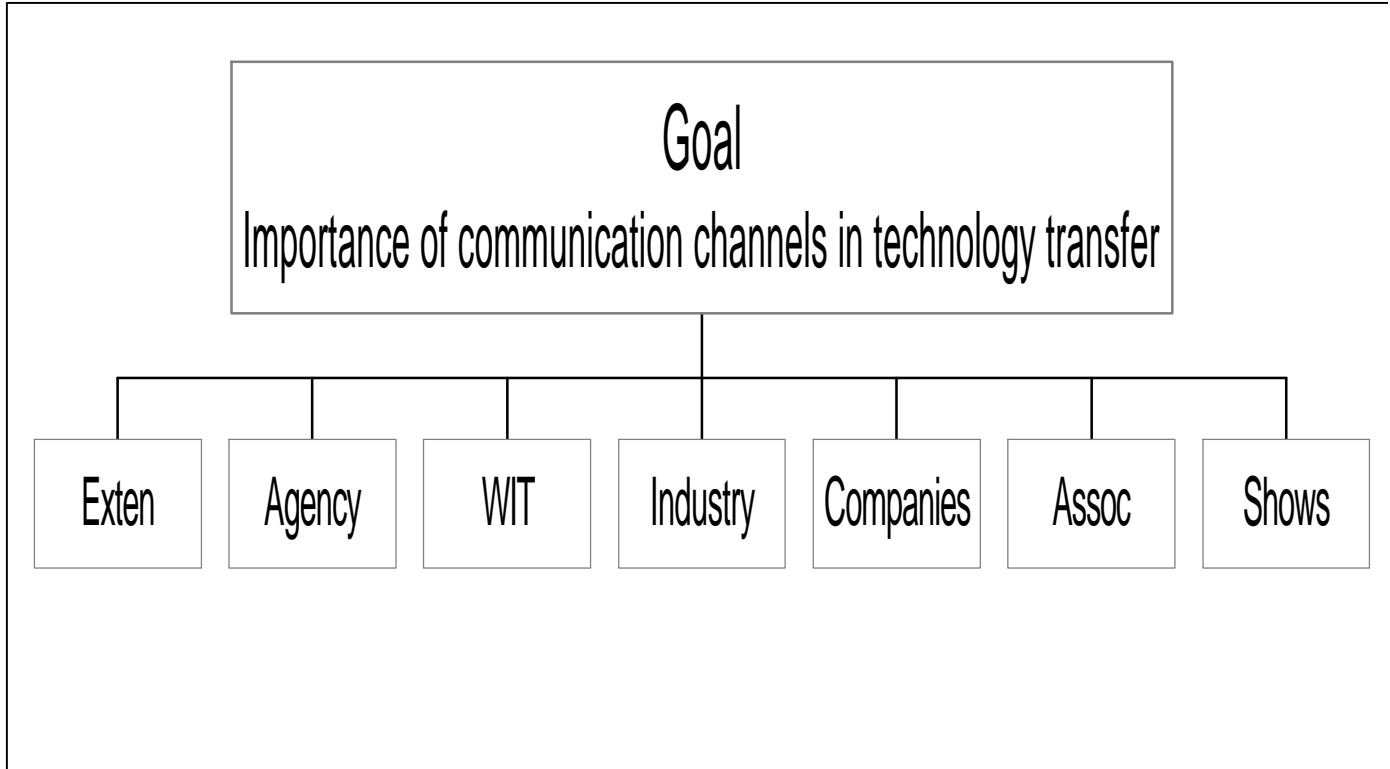 Goal
Importance of communication channels in technology transfer
Exten
Agency
WIT
Industry
Companies
Assoc
Shows